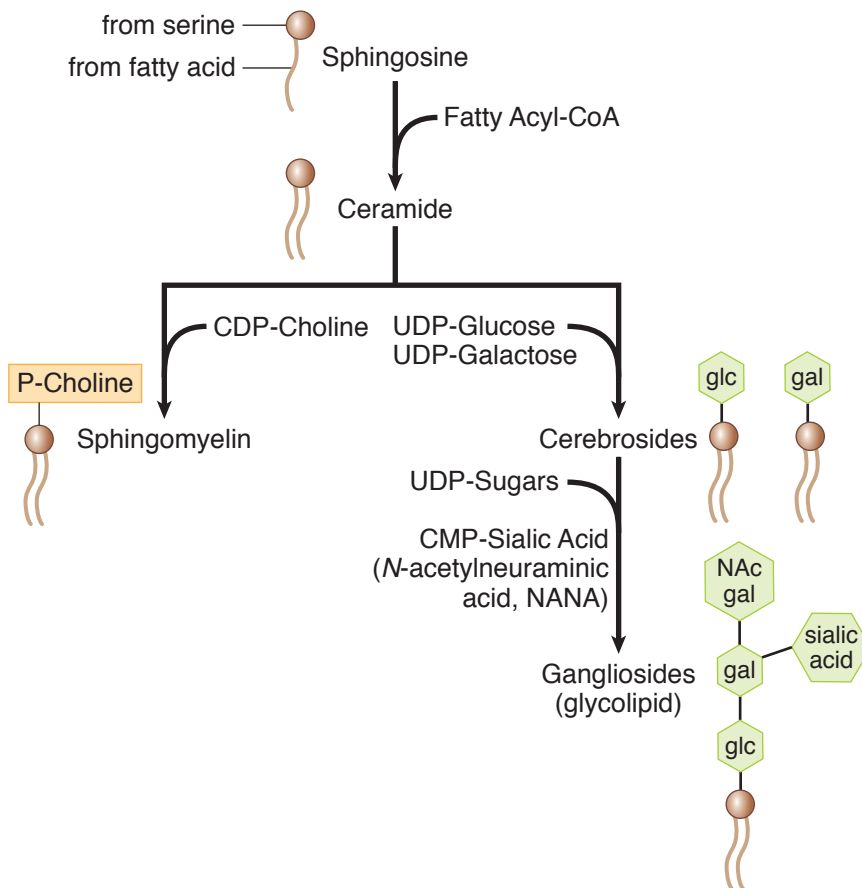 from serine
from fatty acid
Sphingosine
Fatty Acyl-CoA
Ceramide
CDP-Choline
UDP-Glucose
UDP-Galactose
P-Choline
Sphingomyelin
Cerebrosides
glc
gal
UDP-Sugars
CMP-Sialic Acid
(N-acetylneuraminic
acid, NANA)
Gangliosides
(glycolipid)
NAc
gal
sialic
acid
gal
glc